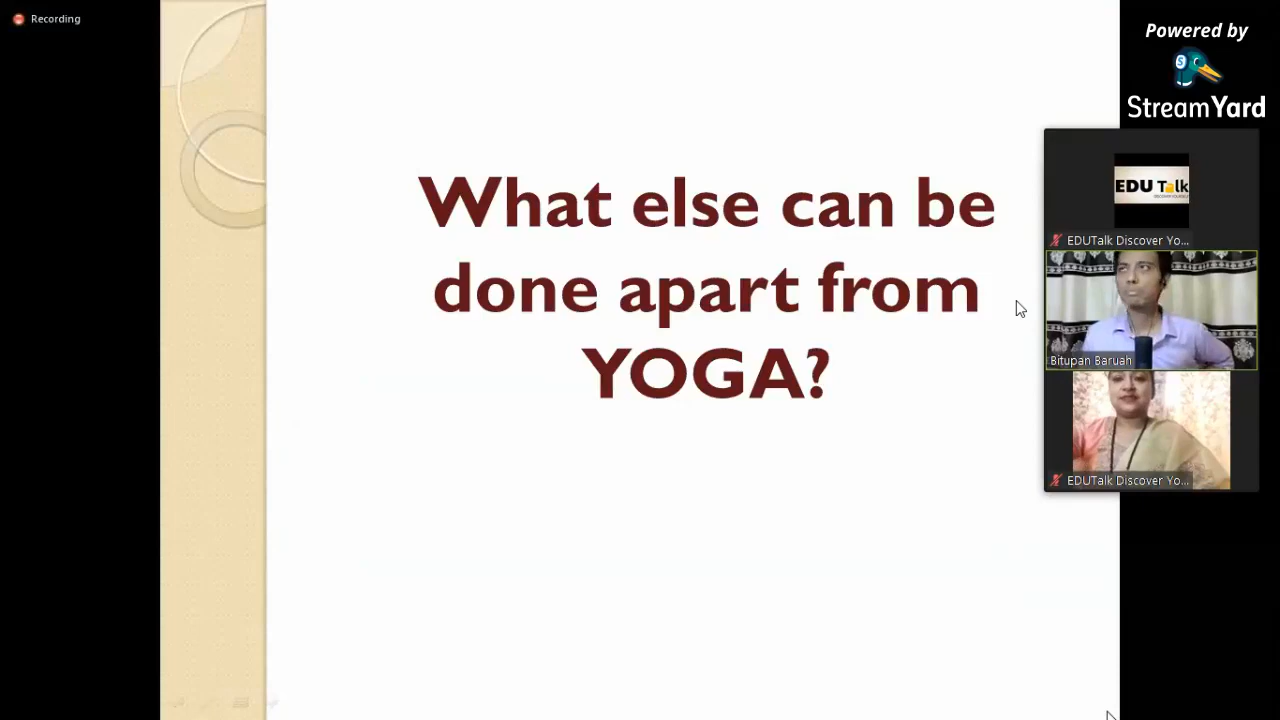 Recording
Powered by
StreamYard
What else can be
done apart from
YOGA?
EDU Talk
EDUTalk Discover Yo...
Bitupan Baruah
EDUTalk Discover Yo...